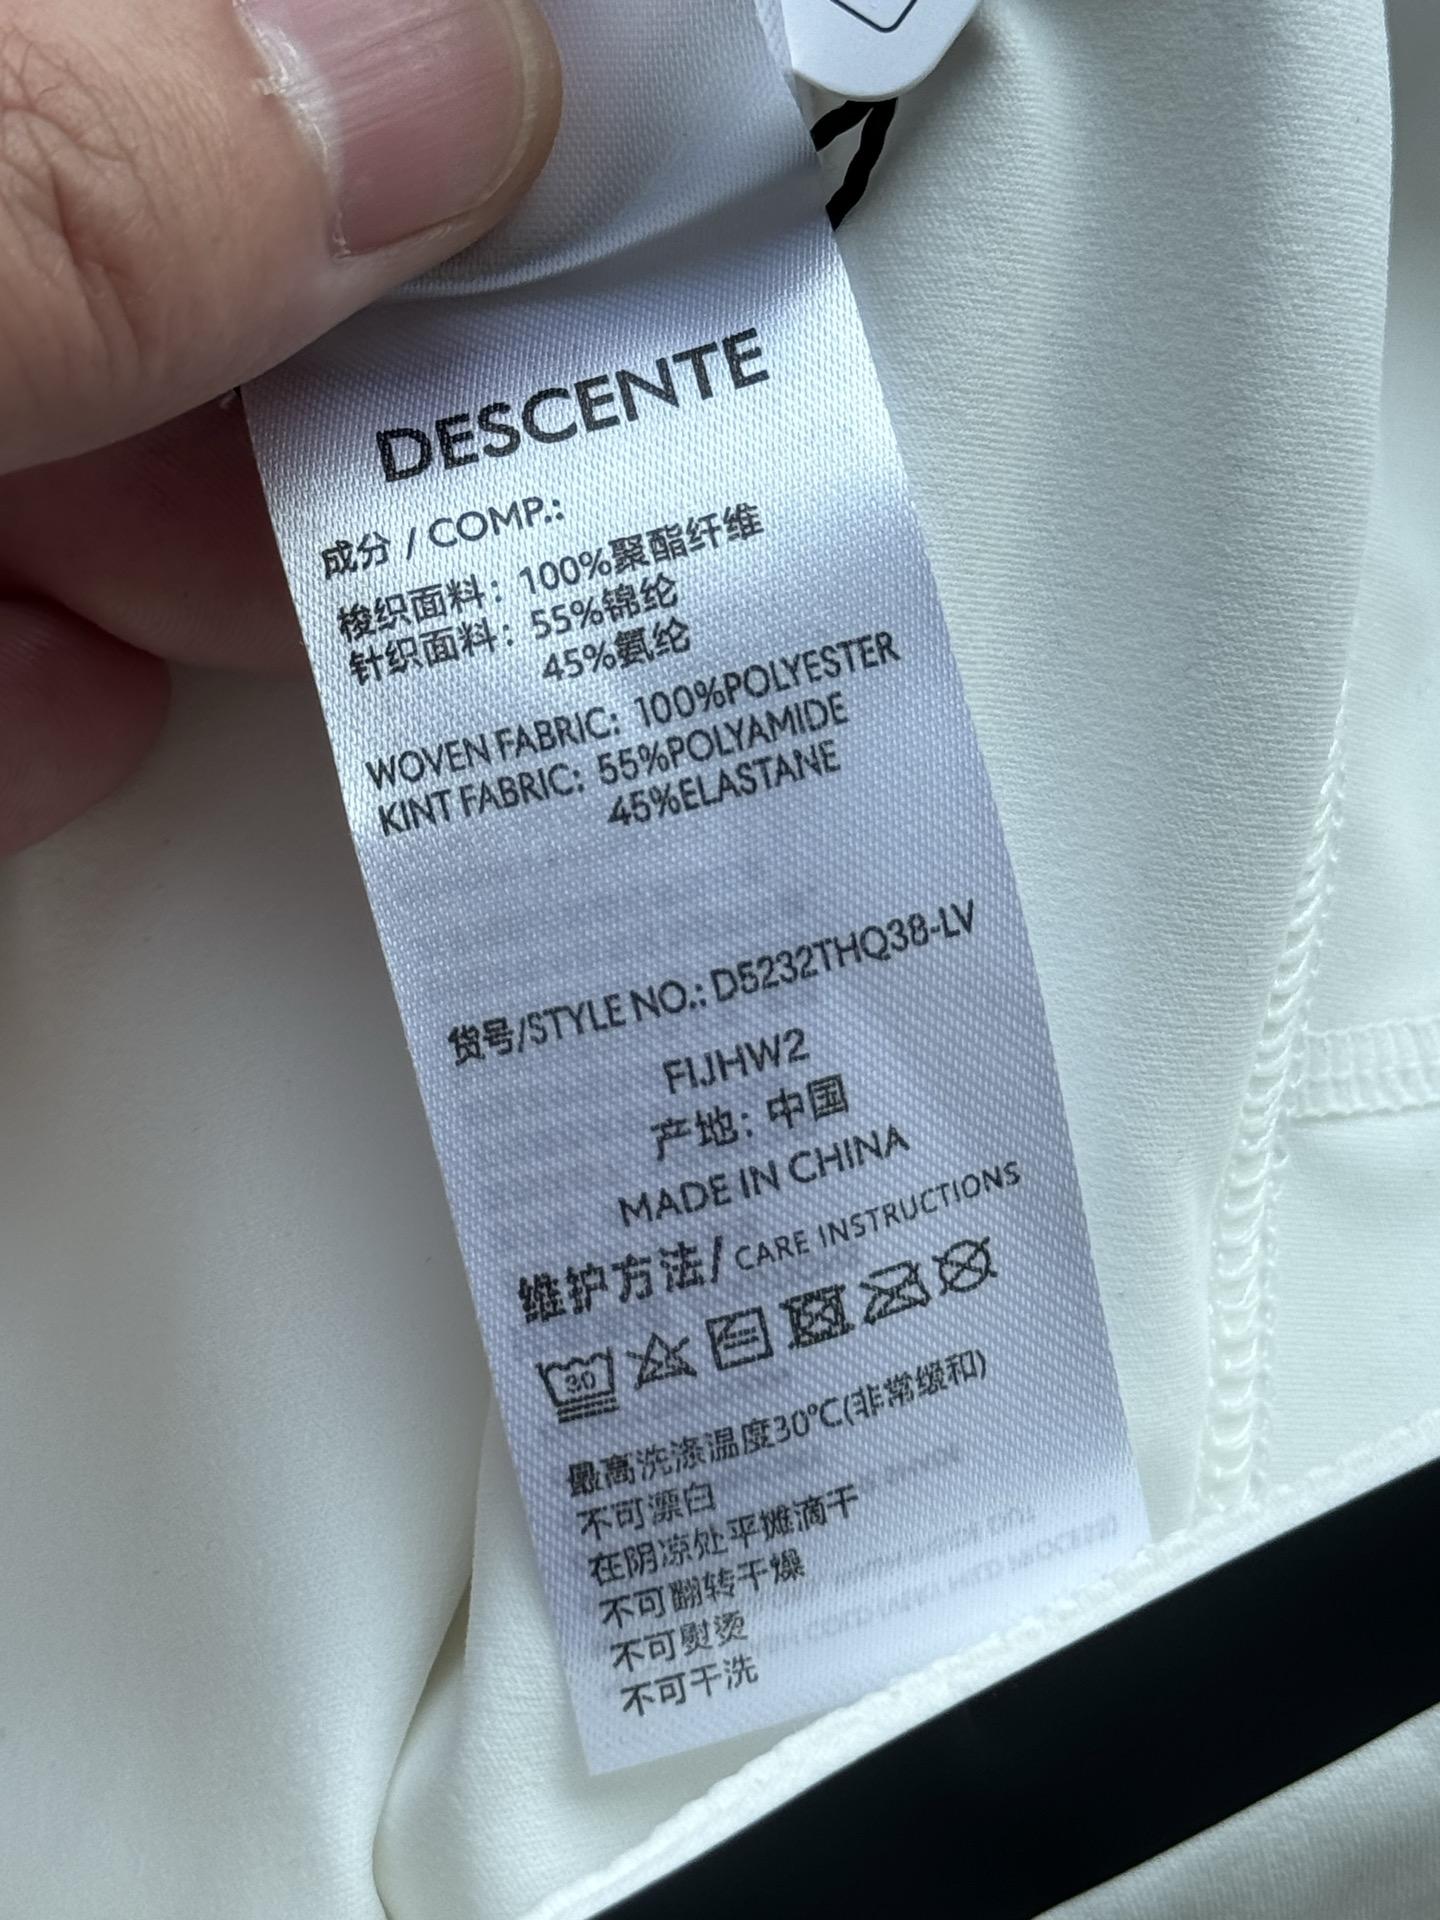 DESCENTE
成分 / COMP.:
梭织面料：100%聚酯纤维
针织面料：55%锦纶
45%氨纶
WOVEN FABRIC: 100%POLYESTER
KINT FABRIC: 55%POLYAMIDE
45%ELASTANE
货号/STYLE NO.: D5232THQ38-LV
FIJHW2
产地：中国
MADE IN CHINA
维护方法/ CARE INSTRUCTIONS
30
最高洗涤温度30℃(非常缓和)
不可漂白
在阴凉处平摊滴干
不可翻转干燥
不可熨烫
不可干洗